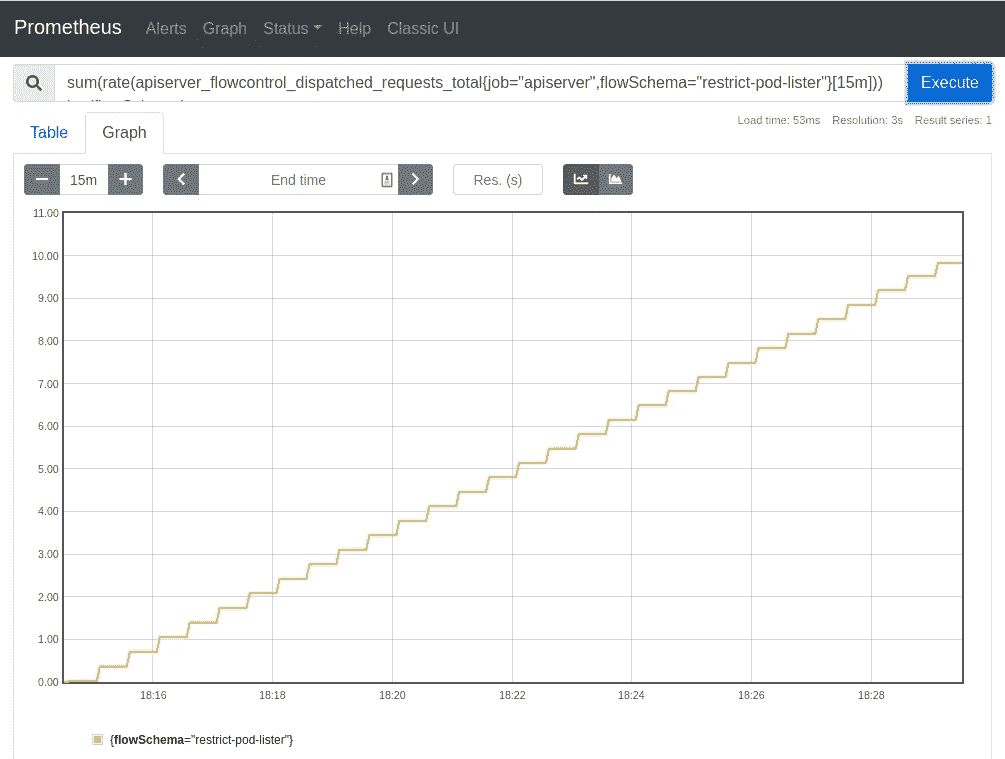 Prometheus Alerts Graph Status Help Classic UI
sum(rate(apiserver_flowcontrol_dispatched_requests_total{job="apiserver",flowSchema="restrict-pod-lister"}[15m])) Execute
Load time: 53ms Resolution: 3s Result series: 1
Table Graph
15m End time Res. (s)
11.00
10.00
9.00
8.00
7.00
6.00
5.00
4.00
3.00
2.00
1.00
0.00
18:16 18:18 18:20 18:22 18:24 18:26 18:28
{flowSchema="restrict-pod-lister"}